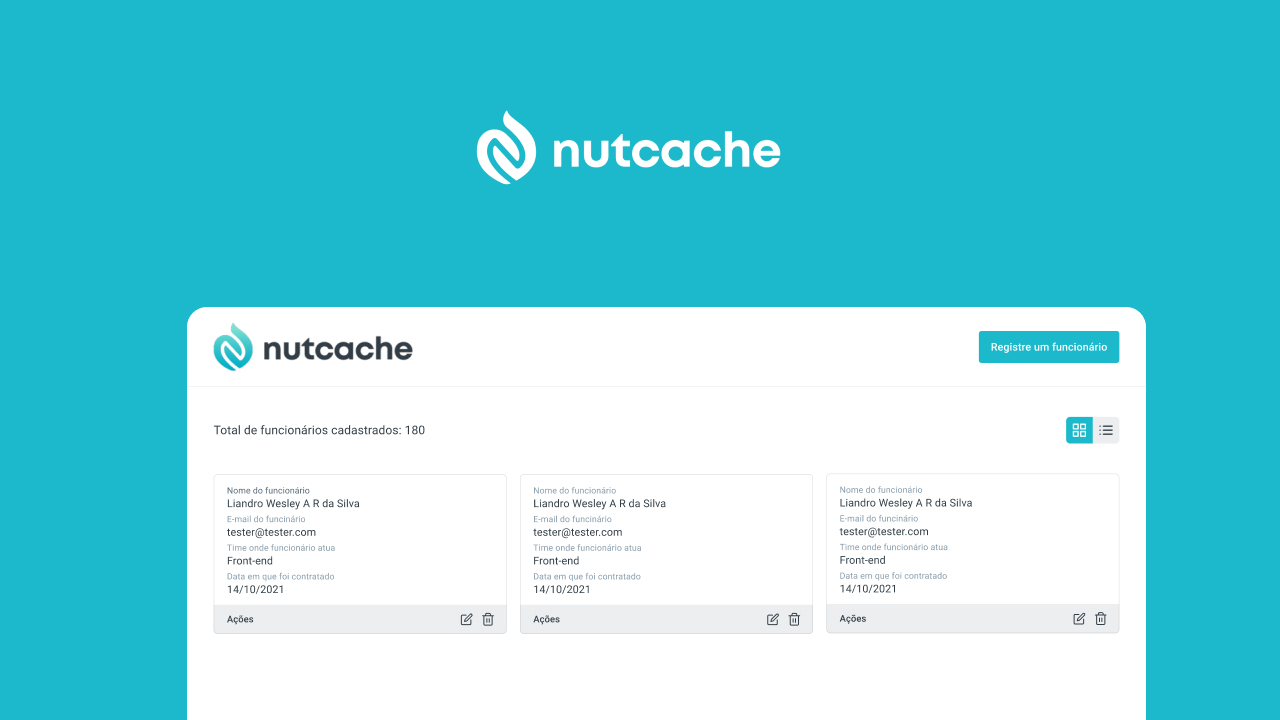 nutcache
nutcache
Registre um funcionário
Total de funcionários cadastrados: 180
Nome do funcionário
Liandro Wesley A R da Silva
E-mail do funcinário
tester@tester.com
Time onde funcionário atua
Front-end
Data em que foi contratado
14/10/2021
Ações
Nome do funcionário
Liandro Wesley A R da Silva
E-mail do funcinário
tester@tester.com
Time onde funcionário atua
Front-end
Data em que foi contratado
14/10/2021
Ações
Nome do funcionário
Liandro Wesley A R da Silva
E-mail do funcinário
tester@tester.com
Time onde funcionário atua
Front-end
Data em que foi contratado
14/10/2021
Ações